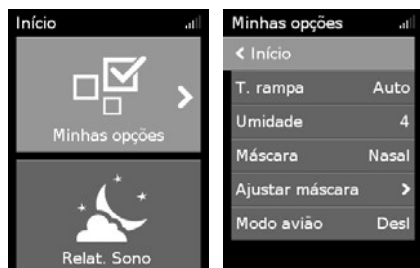 Início
Minhas opções
Relat. Sono
Minhas opções
< Início
T. rampa Auto
Umidade 4
Máscara Nasal
Ajustar máscara >
Modo avião Desl